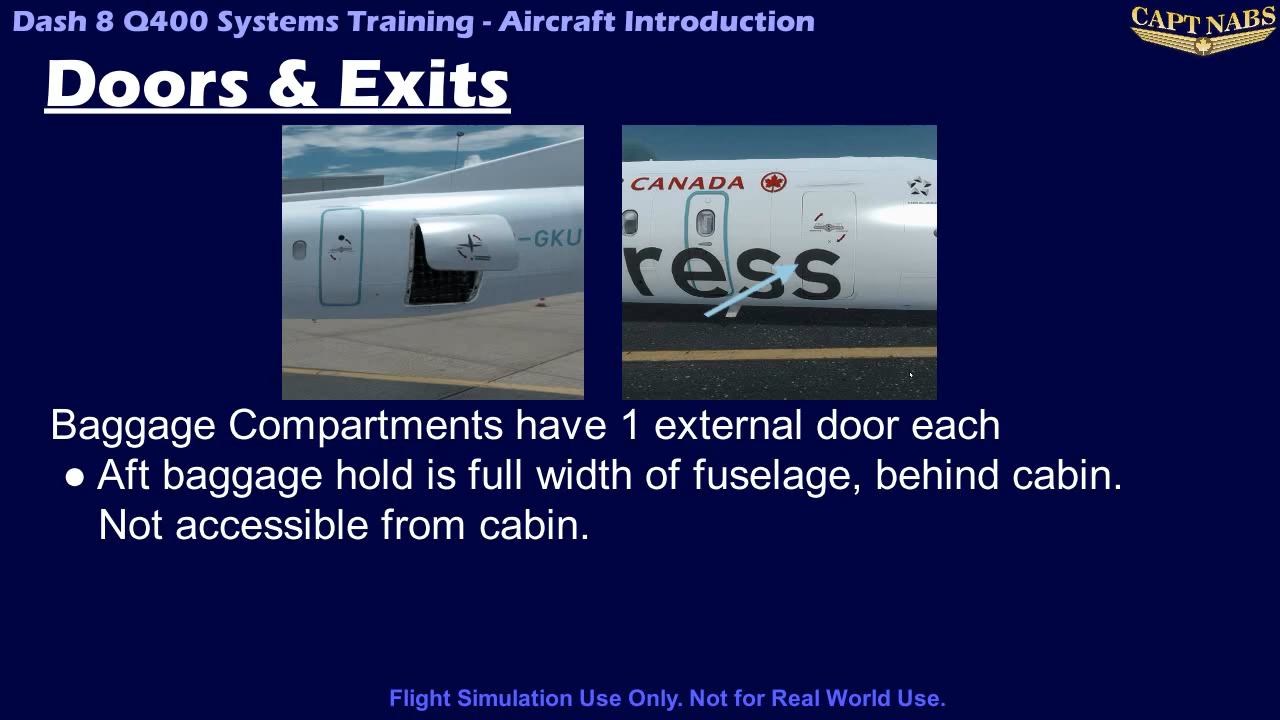 Dash 8 Q400 Systems Training - Aircraft Introduction
CAPT NABS
Doors & Exits
-GKU
CANADA
ress
Baggage Compartments have 1 external door each
● Aft baggage hold is full width of fuselage, behind cabin.
Not accessible from cabin.
Flight Simulation Use Only. Not for Real World Use.